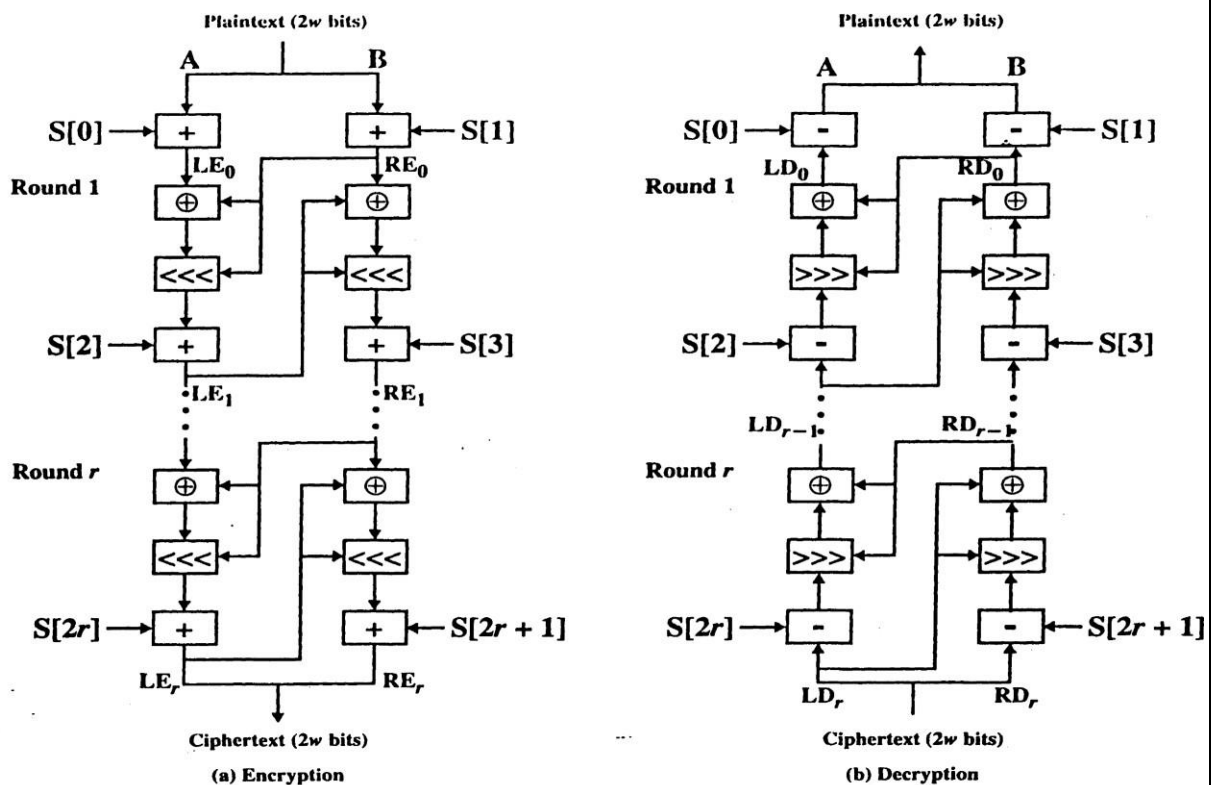 Plaintext (2w bits)
A B
S[0] + + S[1]
LE0 RE0
Round 1
⊕ ⊕
<<< <<<
S[2] + + S[3]
LE1 RE1
Round r
⊕ ⊕
<<< <<<
S[2r] + + S[2r + 1]
LEr REr
Ciphertext (2w bits)
(a) Encryption
Plaintext (2w bits)
A B
S[0] - - S[1]
LD0 RD0
Round 1
⊕ ⊕
>>> >>>
S[2] - - S[3]
LDr−1 RDr−1
Round r
⊕ ⊕
>>> >>>
S[2r] - - S[2r + 1]
LDr RDr
Ciphertext (2w bits)
(b) Decryption